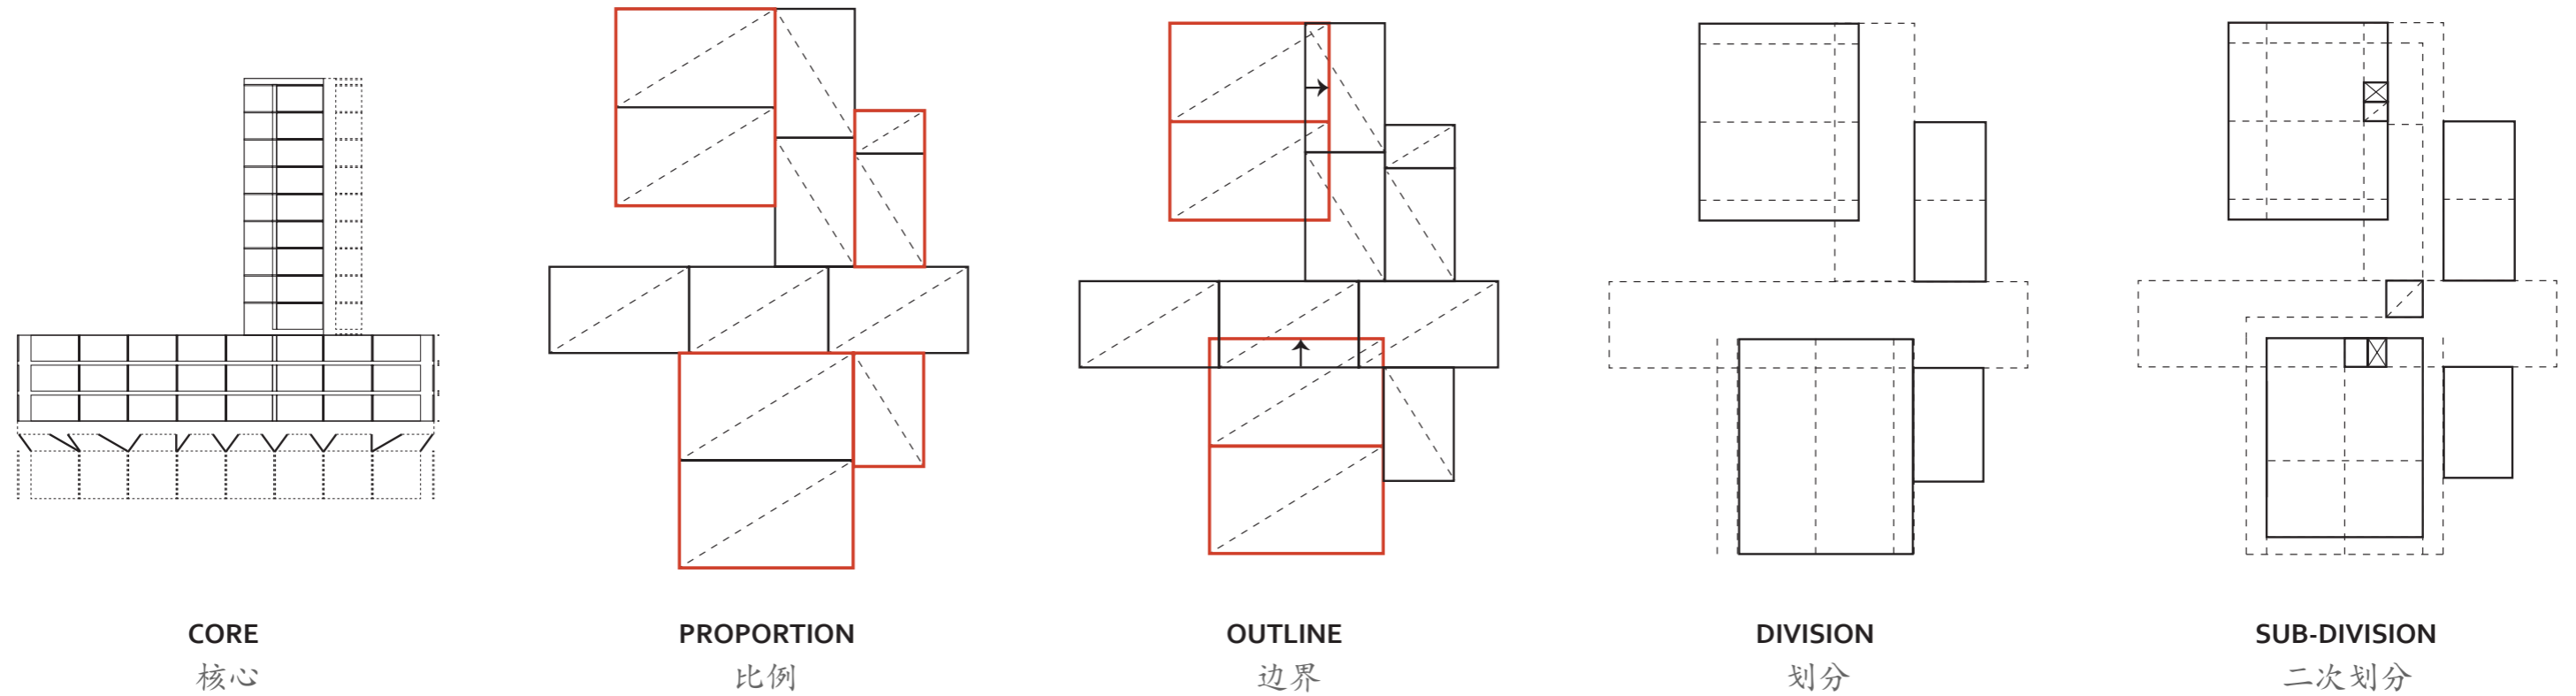 CORE
核心
PROPORTION
比例
OUTLINE
边界
DIVISION
划分
SUB-DIVISION
二次划分